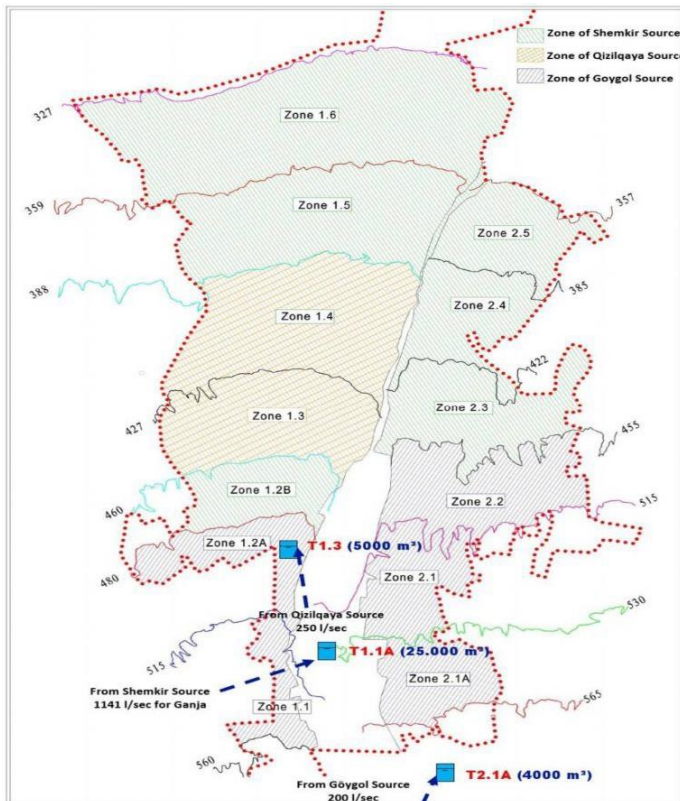 Zone of Shemkir Source
Zone of Qizilqaya Source
Zone of Goygol Source
327
Zone 1.6
359
Zone 1.5
357
Zone 2.5
388
385
Zone 1.4
Zone 2.4
422
427
Zone 1.3
Zone 2.3
455
460
Zone 1.2B
Zone 2.2
515
480
Zone 1.2A
T1.3 (5000 m³)
Zone 2.1
From Qizilqaya Source
250 l/sec
530
515
T1.1A (25.000 m³)
From Shemkir Source
1141 l/sec for Ganja
Zone 1.1
Zone 2.1A
565
560
T2.1A (4000 m³)
From Göygol Source
200 l/sec